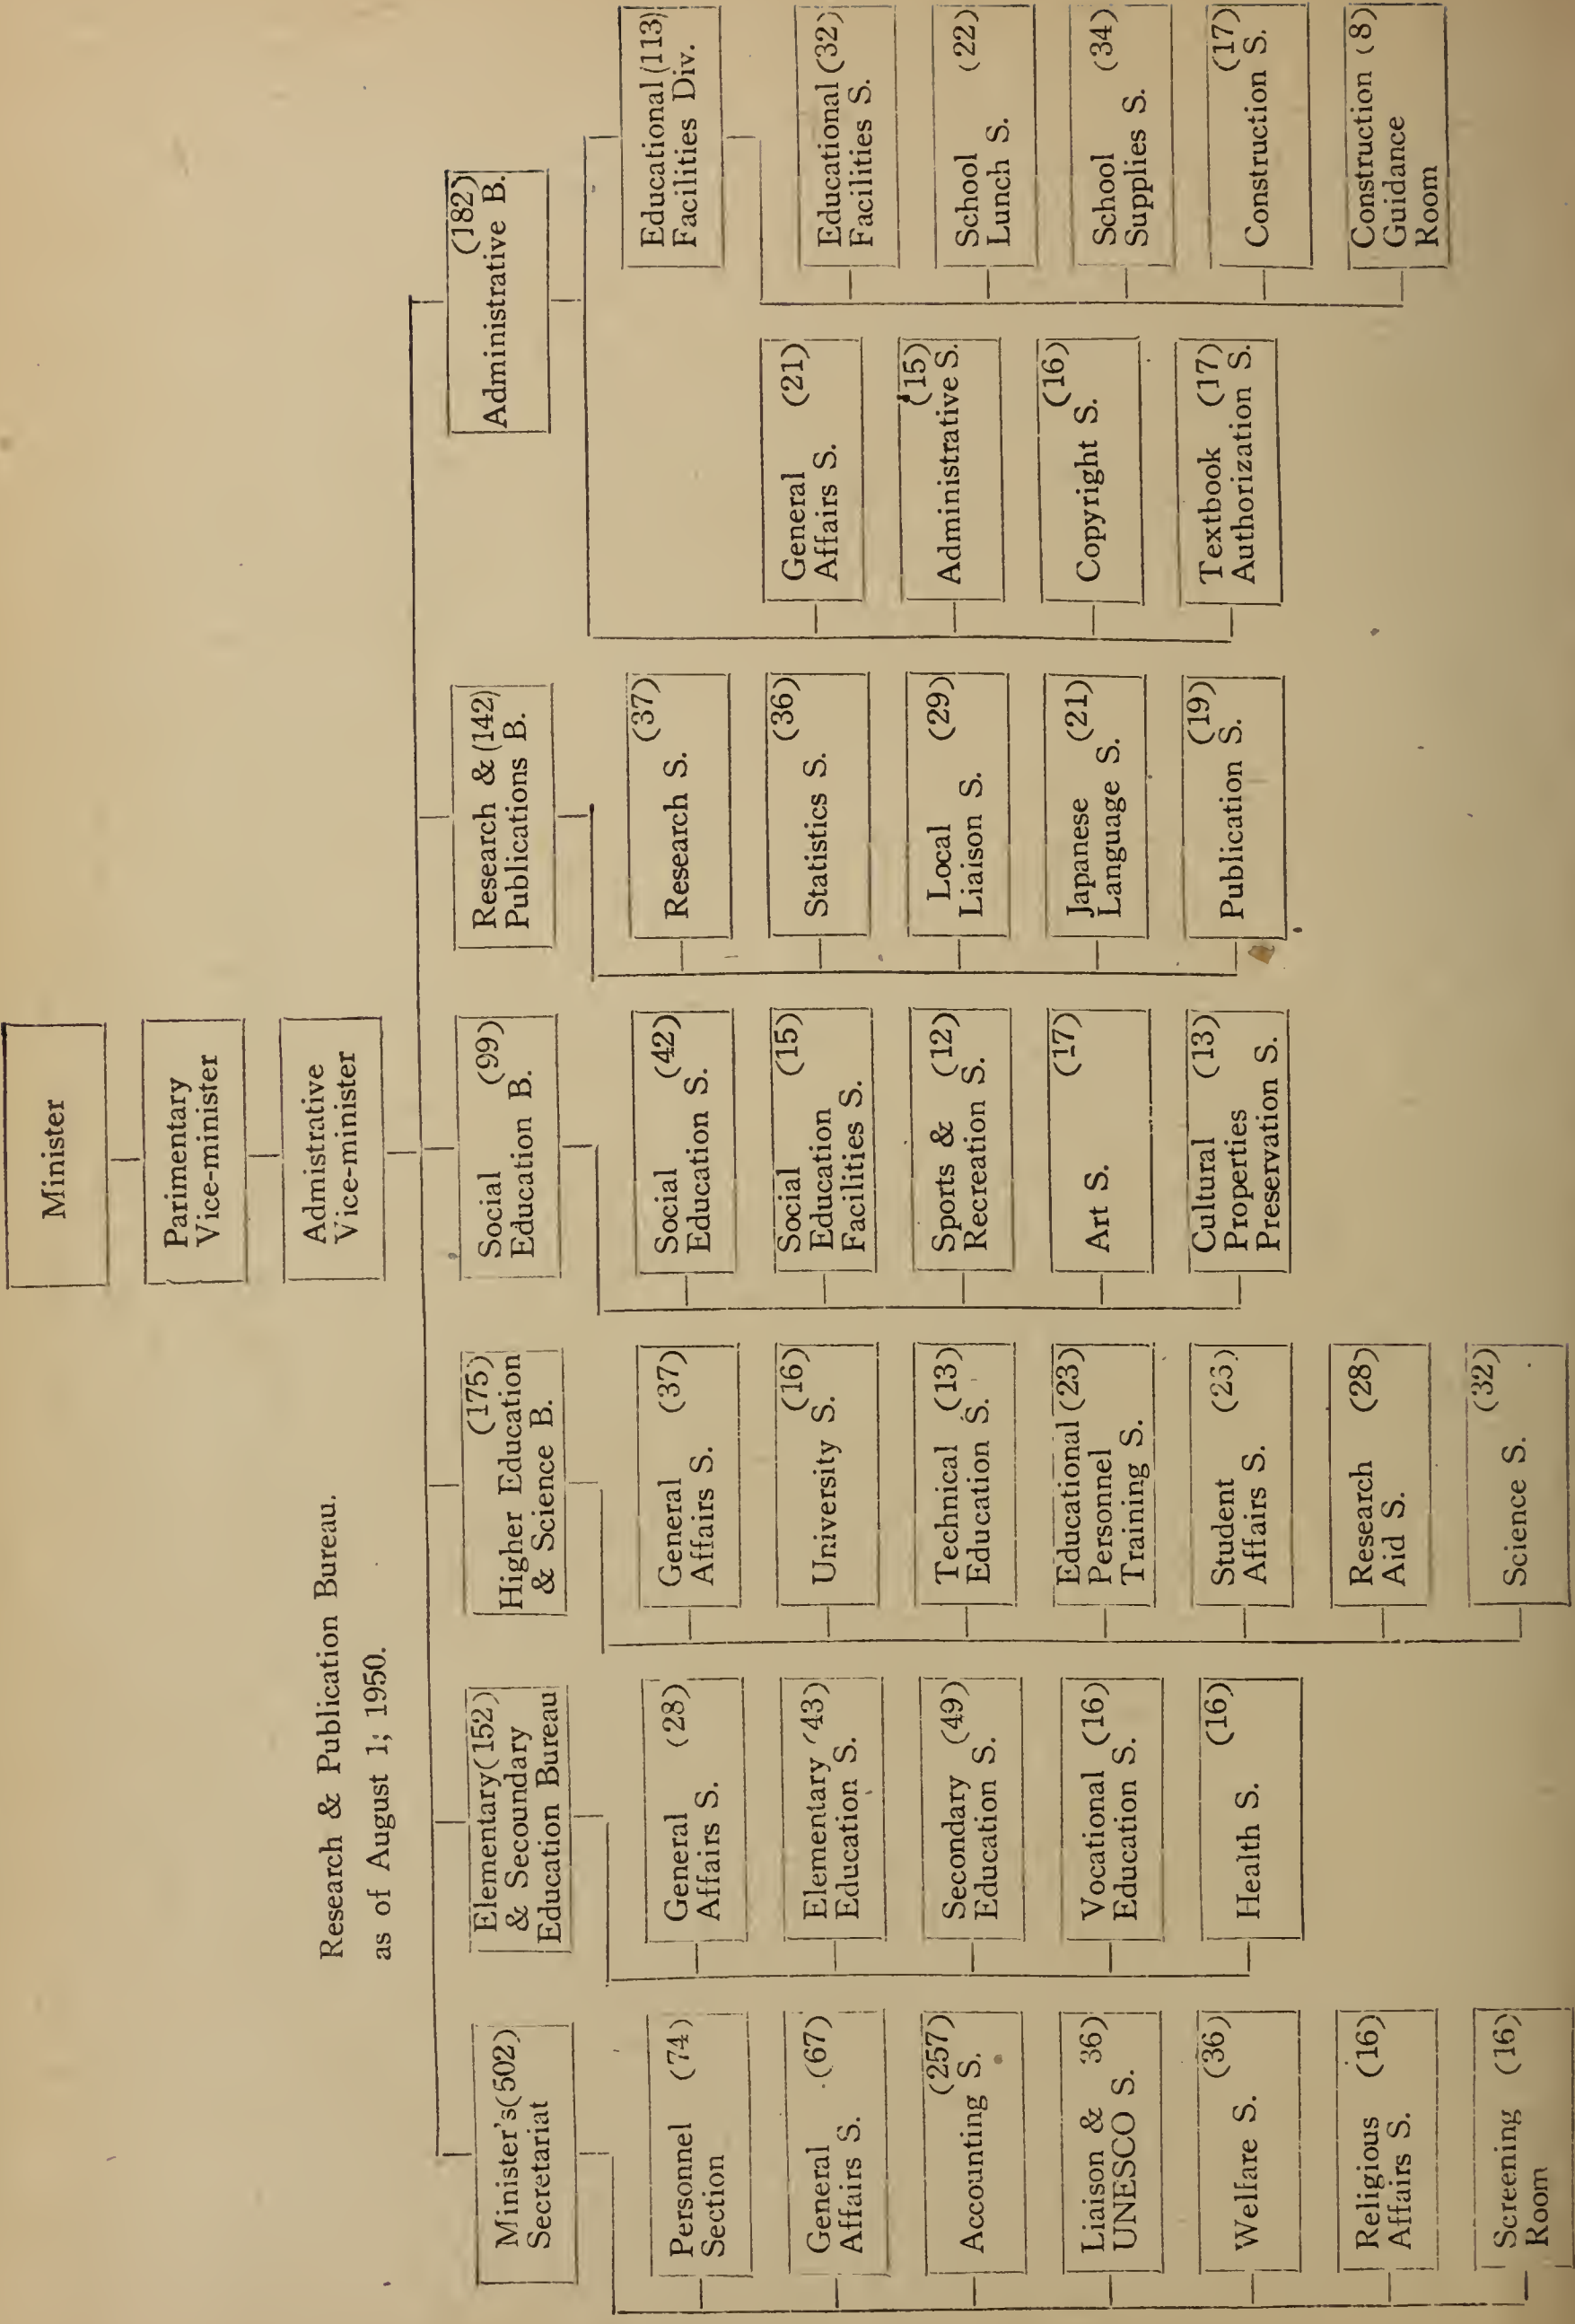 Minister
Parimentary
Vice-minister
Admistrative
Vice-minister
Research & Publication Bureau.
as of August 1; 1950.
Minister's (502)
Secretariat
Personnel (74)
Section
General (67)
Affairs S.
(257)
Accounting S.
Liaison & 36)
UNESCO S.
(36)
Welfare S.
Religious (16)
Affairs S.
Screening (16)
Room
Elementary (152)
& Secoundary
Education Bureau
General (28)
Affairs S.
Elementary (43)
Education S.
Secondary (49)
Education S.
Vocational (16)
Education S.
(16)
Health S.
(175)
Higher Education
& Science B.
General (37)
Affairs S.
(16)
University S.
Technical (13)
Education S.
Educational (23)
Personnel
Training S.
Student (26)
Affairs S.
Research (28)
Aid S.
(32)
Science S.
Social (99)
Education B.
Social (42)
Education S.
Social (15)
Education
Facilities S.
Sports & (12)
Recreation S.
(17)
Art S.
Cultural (13)
Properties
Preservation S.
Research & (142)
Publications B.
(37)
Research S.
(36)
Statistics S.
Local (29)
Liaison S.
Japanese (21)
Language S.
(19)
Publication S.
(182)
Administrative B.
General (21)
Affairs S.
(15)
Administrative S.
(16)
Copyright S.
Textbook (17)
Authorization S.
Educational (113)
Facilities Div.
Educational (32)
Facilities S.
School (22)
Lunch S.
School (34)
Supplies S.
(17)
Construction S.
Construction (8)
Guidance
Room